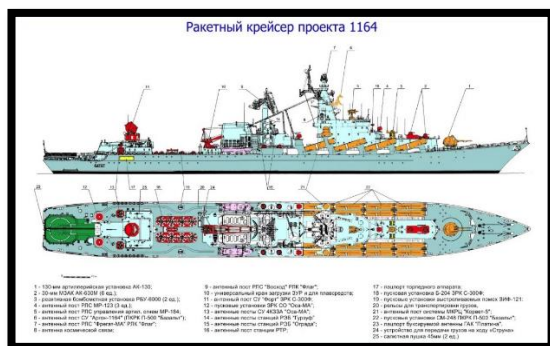 Ракетный крейсер проекта 1164
1 - 130-мм артиллерийская установка АК-130;
2 - 30-мм МЗАК АК-630М (6 ед.);
3 - реактивная бомбометная установка РБУ-6000 (2 ед.);
4 - антенный пост РЛС МР-123 (3 ед.);
5 - антенный пост РЛС управления артил. огнем МР-184;
6 - антенный пост СУ "Аргон-1164" (ПКРК П-500 "Базальт");
7 - антенный пост РЛС "Фрегат-МА" РЛК "Флаг";
8 - антенна космической связи;
9 - антенный пост РЛС "Восход" РЛК "Флаг";
10 - универсальный кран загрузки ЗУР и для плавсредств;
11 - антенный пост СУ "Форт" ЗРК С-300Ф;
12 - пусковые установки ЗРК СО "Оса-МА";
13 - антенные посты СУ 4К33А "Оса-МА";
14 - антенные посты станций РЭБ "Гурзуф"
15 - антенные посты станций РЭБ "Ограда";
16 - антенный пост станций РТР;
17 - лацпорт торпедного аппарата;
18 - пусковая установка Б-204 ЗРК С-300Ф;
19 - пусковые установки выстреливаемых помех ЗИФ-121;
20 - рельсы для транспортировки груза;
21 - антенный пост системы МКРЦ "Корвет-5";
22 - пусковые установки СМ-248 ПКРК П-500 "Базальт";
23 - лацпорт буксируемой антенны ГАК "Платина".
24 - устройство для передачи грузов на ходу «Струна»
25 - салютная пушка 45мм (2 ед.)